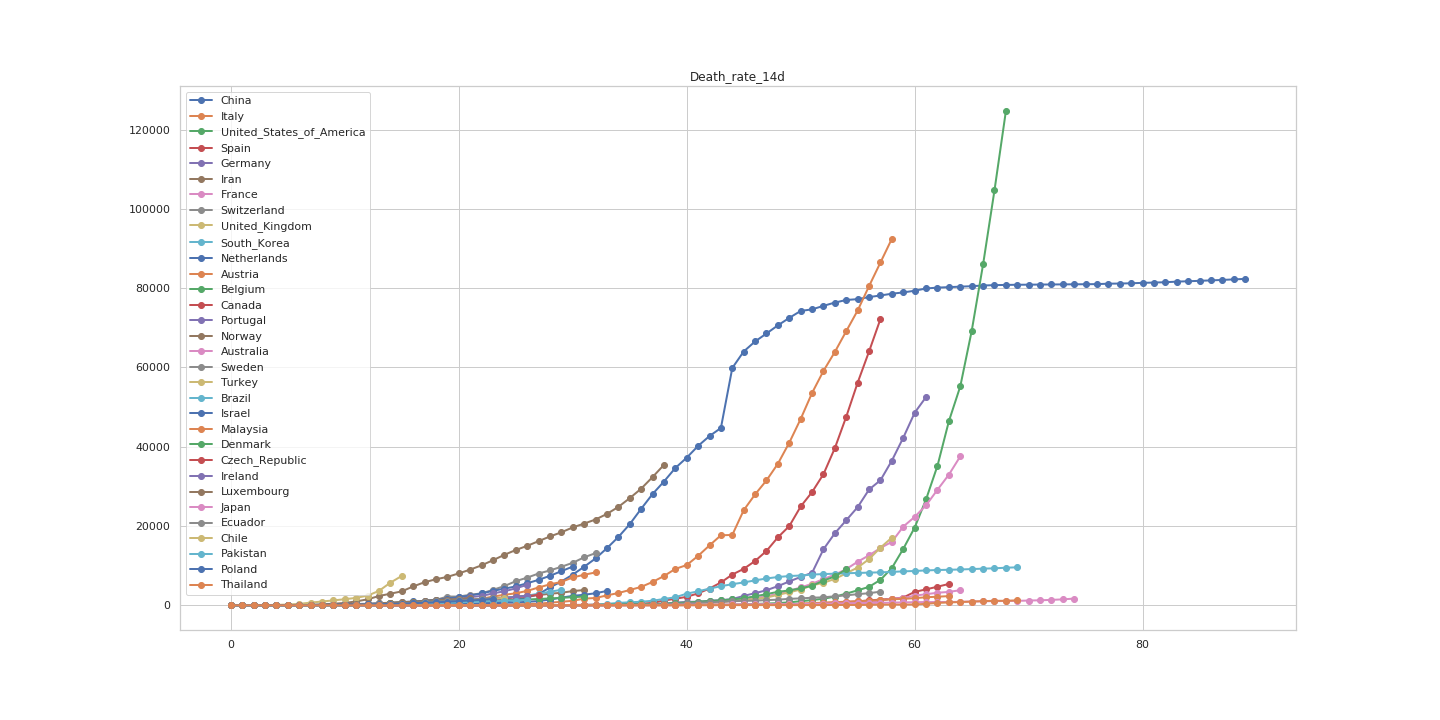 Death_rate_14d
China
Italy
United_States_of_America
Spain
Germany
Iran
France
Switzerland
United_Kingdom
South_Korea
Netherlands
Austria
Belgium
Canada
Portugal
Norway
Australia
Sweden
Turkey
Brazil
Israel
Malaysia
Denmark
Czech_Republic
Ireland
Luxembourg
Japan
Ecuador
Chile
Pakistan
Poland
Thailand
120000
100000
80000
60000
40000
20000
0
0 20 40 60 80